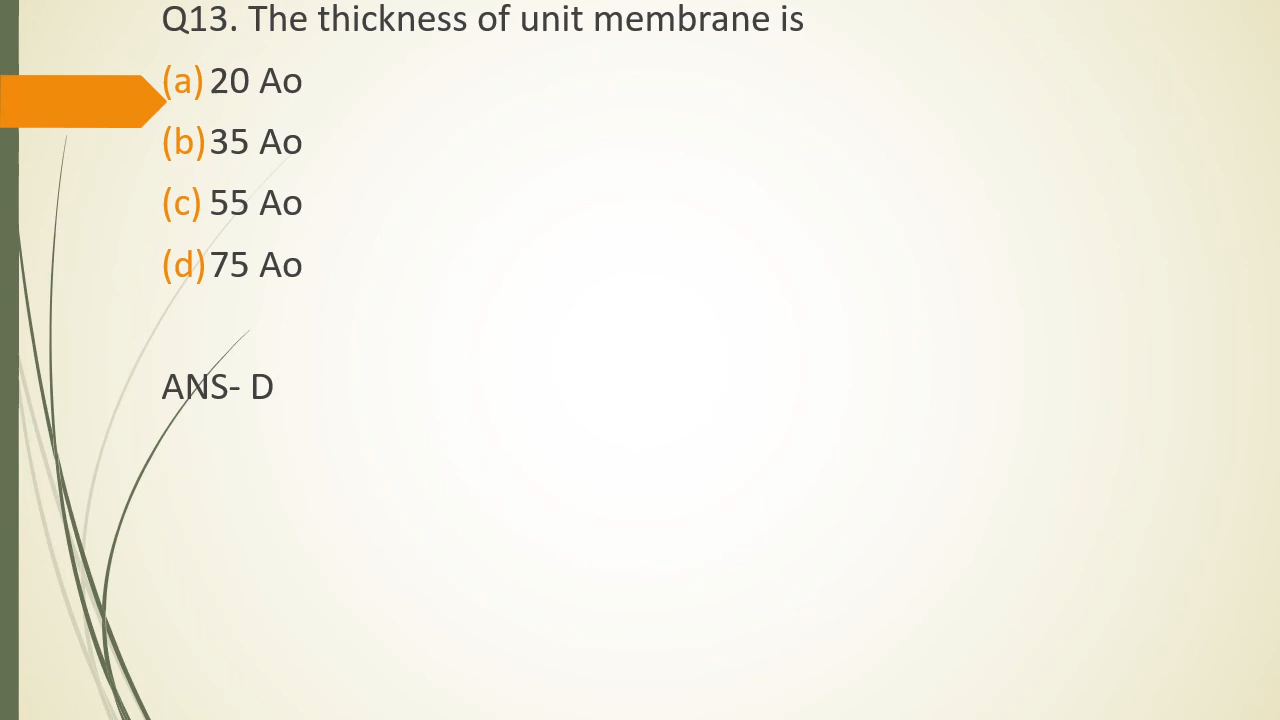 Q13. The thickness of unit membrane is
(a) 20 Ao
(b) 35 Ao
(c) 55 Ao
(d) 75 Ao
ANS- D